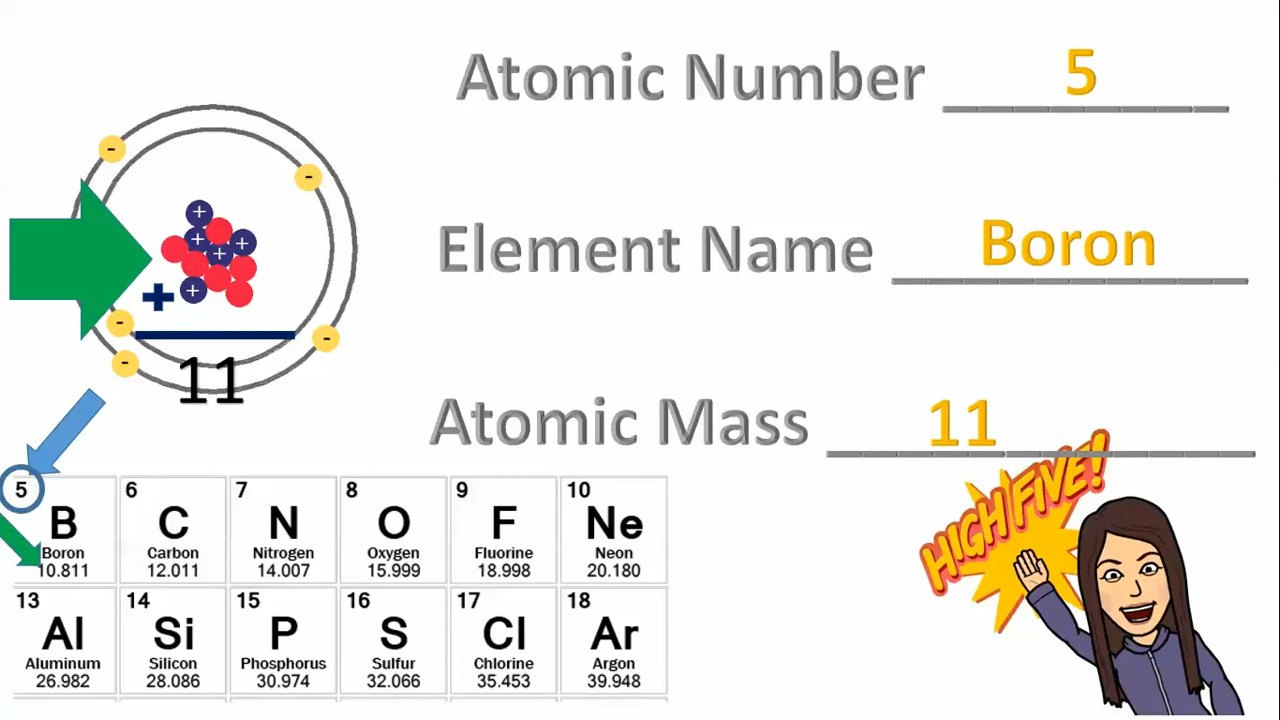 Atomic Number 5
Element Name Boron
Atomic Mass 11
+ + + + +
- - - - -
+
11
HIGH FIVE!
5 6 7 8 9 10
B C N O F Ne
Boron Carbon Nitrogen Oxygen Fluorine Neon
10.811 12.011 14.007 15.999 18.998 20.180
13 14 15 16 17 18
Al Si P S Cl Ar
Aluminum Silicon Phosphorus Sulfur Chlorine Argon
26.982 28.086 30.974 32.066 35.453 39.948